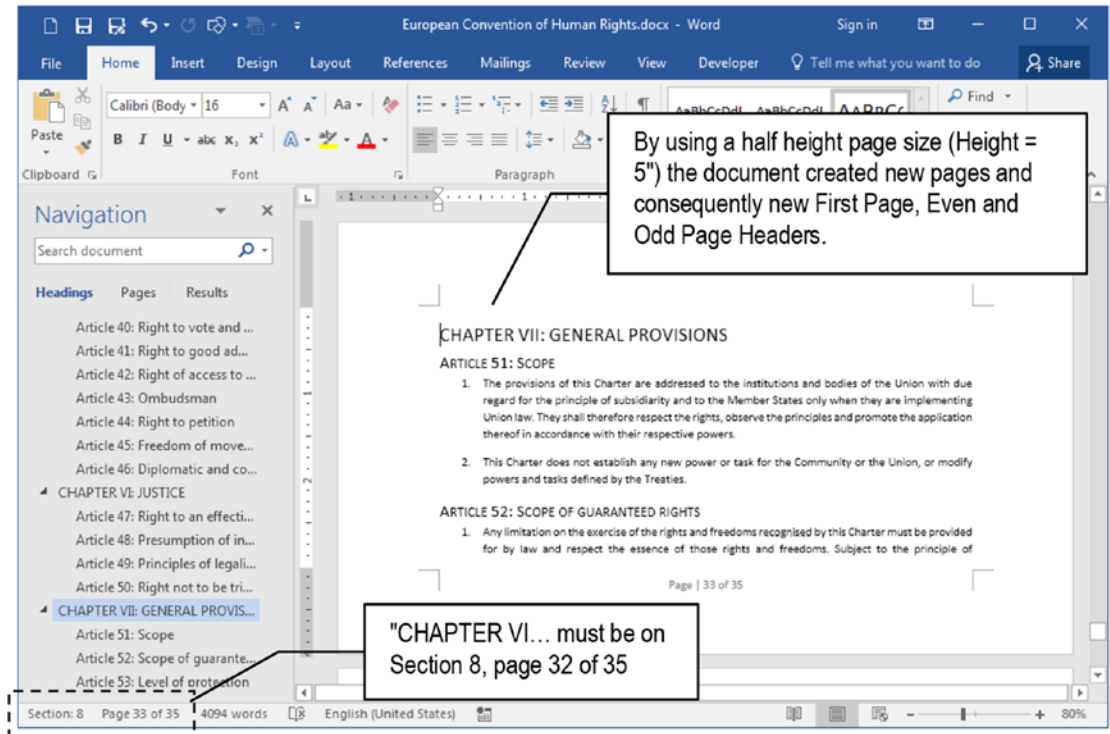 European Convention of Human Rights.docx - Word
Sign in
File Home Insert Design Layout References Mailings Review View Developer Tell me what you want to do Share
Calibri (Body 16 A A Aa
AaBbCcDdI AaBbCcDdI AABBCC
Find
Paste
B I U abc x₂ x² A ab A
Clipboard Font Paragraph
By using a half height page size (Height =
5") the document created new pages and
consequently new First Page, Even and
Odd Page Headers.
Navigation
Search document
Headings Pages Results
Article 40: Right to vote and ...
Article 41: Right to good ad...
Article 42: Right of access to ...
Article 43: Ombudsman
Article 44: Right to petition
Article 45: Freedom of move...
Article 46: Diplomatic and co...
CHAPTER VI: JUSTICE
Article 47: Right to an effecti...
Article 48: Presumption of in...
Article 49: Principles of legali...
Article 50: Right not to be tri...
CHAPTER VII: GENERAL PROVIS...
Article 51: Scope
Article 52: Scope of guarante...
Article 53: Level of protection
CHAPTER VII: GENERAL PROVISIONS
ARTICLE 51: SCOPE
1. The provisions of this Charter are addressed to the institutions and bodies of the Union with due
regard for the principle of subsidiarity and to the Member States only when they are implementing
Union law. They shall therefore respect the rights, observe the principles and promote the application
thereof in accordance with their respective powers.
2. This Charter does not establish any new power or task for the Community or the Union, or modify
powers and tasks defined by the Treaties.
ARTICLE 52: SCOPE OF GUARANTEED RIGHTS
1. Any limitation on the exercise of the rights and freedoms recognised by this Charter must be provided
for by law and respect the essence of those rights and freedoms. Subject to the principle of
Page | 33 of 35
"CHAPTER VI... must be on
Section 8, page 32 of 35
Section: 8 Page 33 of 35 4094 words English (United States) 80%